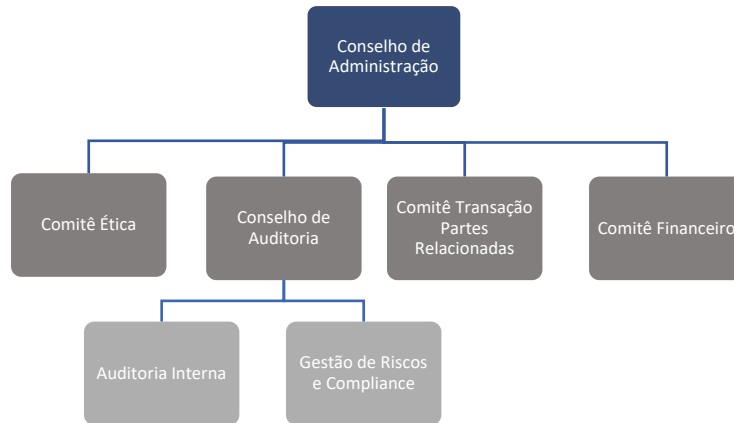 Conselho de
Administração
Comitê Ética
Conselho de
Auditoria
Comitê Transação
Partes
Relacionadas
Comitê Financeiro
Auditoria Interna
Gestão de Riscos
e Compliance